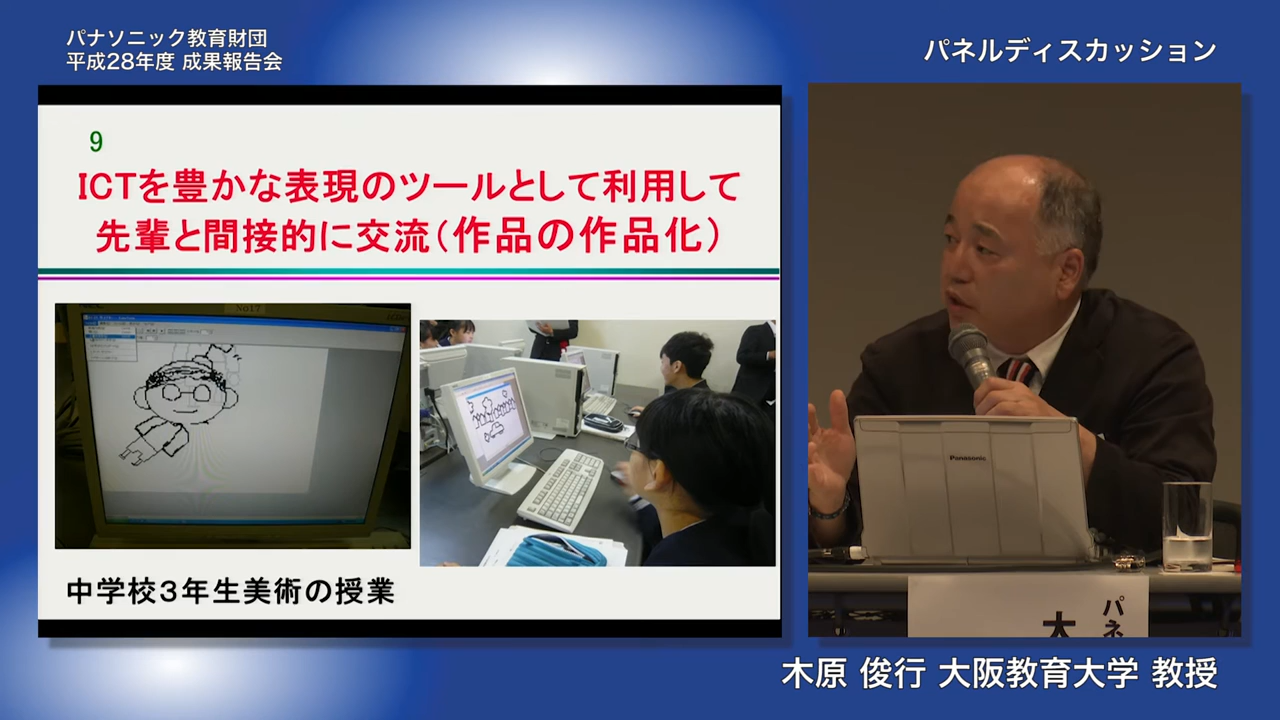 パナソニック教育財団
平成28年度 成果報告会
パネルディスカッション
9
ICTを豊かな表現のツールとして利用して
先輩と間接的に交流(作品の作品化)
No17
中学校3年生美術の授業
Panasonic
パネ
大
木原 俊行 大阪教育大学 教授